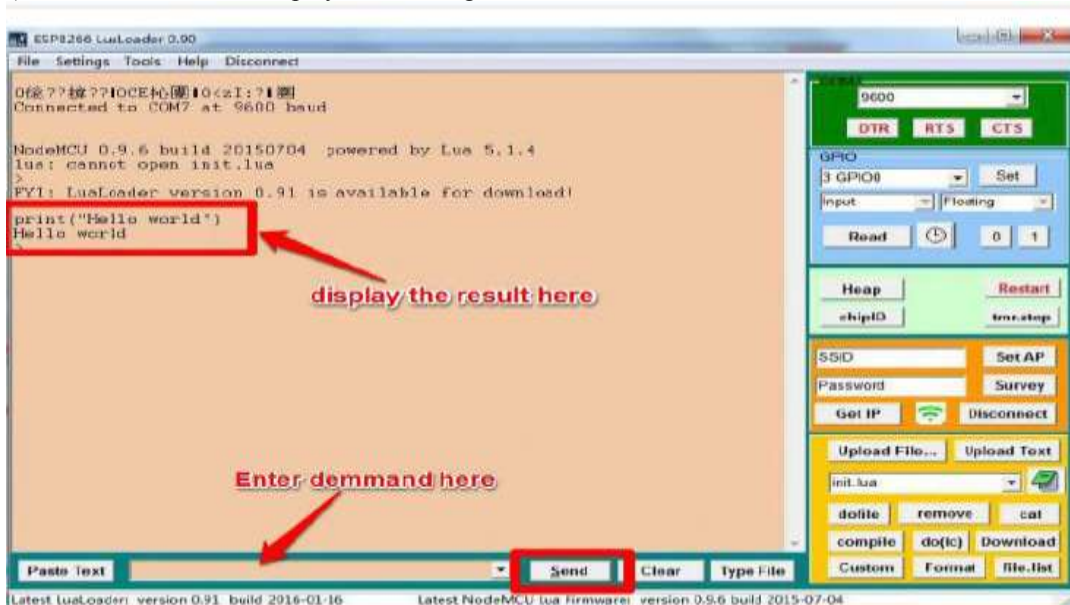 ESP8266 LuaLoader 0.90
File Settings Tools Help Disconnect
Connected to COM7 at 9600 baud
NodeMCU 0.9.6 build 20150704 powered by Lua 5.1.4
lua: cannot open init.lua
>
FYI: LuaLoader version 0.91 is available for download!
print("Hello world")
Hello world
>
display the result here
Enter demmand here
Paste Text
Send
Clear
Type File
9600
DTR RTS CTS
GPIO
3 GPIO0
Set
Input
Floating
Read
0 1
Heap
Restart
chipID
tmr.stop
SSID
Set AP
Password
Survey
Get IP
Disconnect
Upload File...
Upload Text
init.lua
dofile remove cat
compile do(lc) Download
Custom Format file.list
Latest LuaLoader: version 0.91 build 2016-01-16
Latest NodeMCU Lua Firmware: version 0.9.6 build 2015-07-04